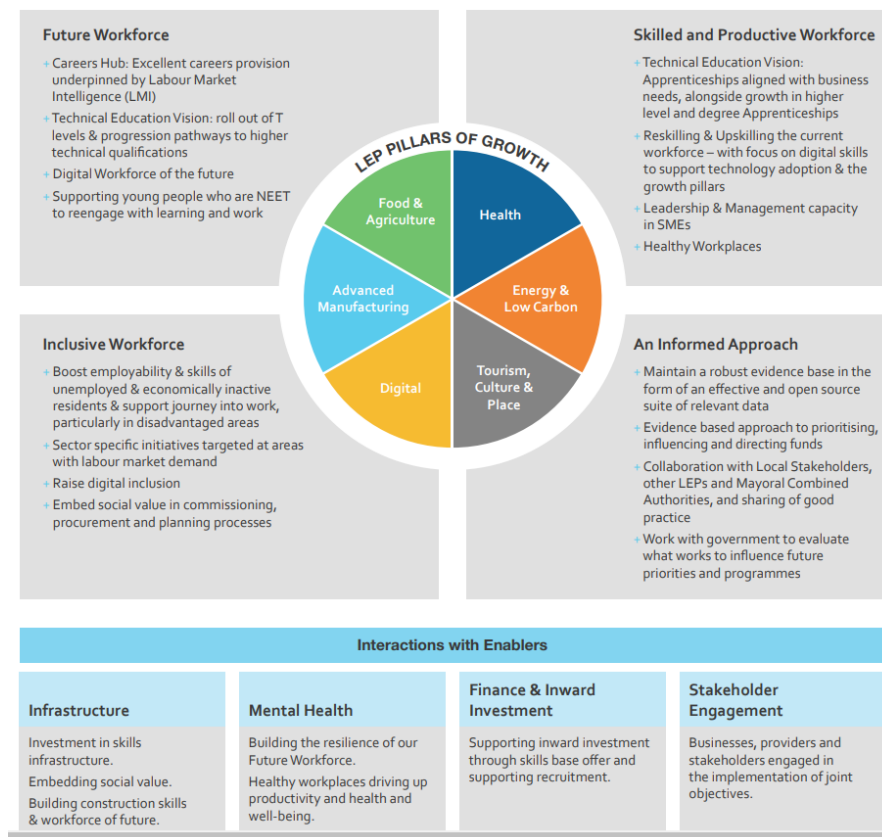 Future Workforce
+ Careers Hub: Excellent careers provision
underpinned by Labour Market
Intelligence (LMI)
+ Technical Education Vision: roll out of T
levels & progression pathways to higher
technical qualifications
+ Digital Workforce of the future
+ Supporting young people who are NEET
to reengage with learning and work
Skilled and Productive Workforce
+ Technical Education Vision:
Apprenticeships aligned with business
needs, alongside growth in higher
level and degree Apprenticeships
+ Reskilling & Upskilling the current
workforce – with focus on digital skills
to support technology adoption & the
growth pillars
+ Leadership & Management capacity
in SMEs
+ Healthy Workplaces
LEP PILLARS OF GROWTH
Food &
Agriculture
Health
Advanced
Manufacturing
Energy &
Low Carbon
Digital
Tourism,
Culture &
Place
Inclusive Workforce
+ Boost employability & skills of
unemployed & economically inactive
residents & support journey into work,
particularly in disadvantaged areas
+ Sector specific initiatives targeted at areas
with labour market demand
+ Raise digital inclusion
+ Embed social value in commissioning,
procurement and planning processes
An Informed Approach
+ Maintain a robust evidence base in the
form of an effective and open source
suite of relevant data
+ Evidence based approach to prioritising,
influencing and directing funds
+ Collaboration with Local Stakeholders,
other LEPs and Mayoral Combined
Authorities, and sharing of good
practice
+ Work with government to evaluate
what works to influence future
priorities and programmes
Interactions with Enablers
Infrastructure
Investment in skills
infrastructure.
Embedding social value.
Building construction skills
& workforce of future.
Mental Health
Building the resilience of our
Future Workforce.
Healthy workplaces driving up
productivity and health and
well-being.
Finance & Inward
Investment
Supporting inward investment
through skills base offer and
supporting recruitment.
Stakeholder
Engagement
Businesses, providers and
stakeholders engaged in
the implementation of joint
objectives.